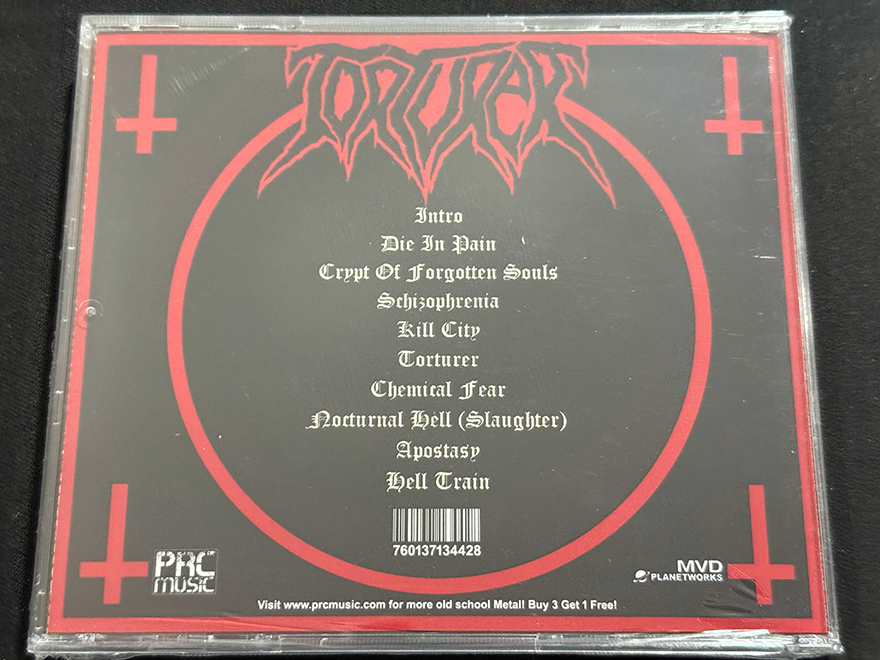 TORTURER
Intro
Die In Pain
Crypt Of Forgotten Souls
Schizophrenia
Kill City
Torturer
Chemical Fear
Nocturnal Hell (Slaughter)
Apostasy
Hell Train
760137134428
PRC
MUSIC
MVD
PLANETWORKS
Visit www.prcmusic.com for more old school Metal! Buy 3 Get 1 Free!